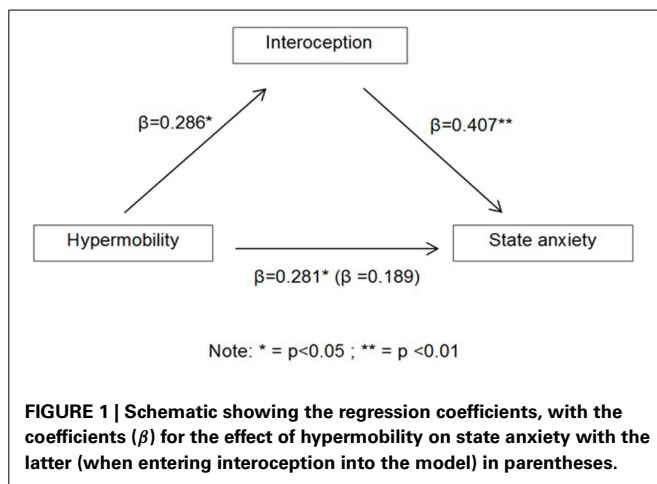 Interoception
β=0.286*
β=0.407**
Hypermobility
State anxiety
β=0.281* (β =0.189)
Note: * = p<0.05 ; ** = p <0.01
FIGURE 1 | Schematic showing the regression coefficients, with the
coefficients (β) for the effect of hypermobility on state anxiety with the
latter (when entering interoception into the model) in parentheses.